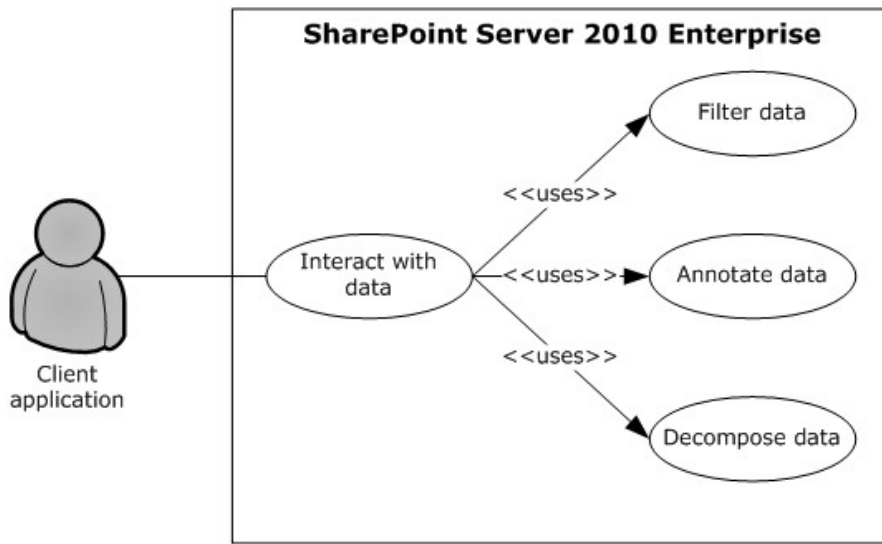 SharePoint Server 2010 Enterprise
Filter data
<<uses>>
Interact with
data
<<uses>>
Annotate data
<<uses>>
Client
application
Decompose data